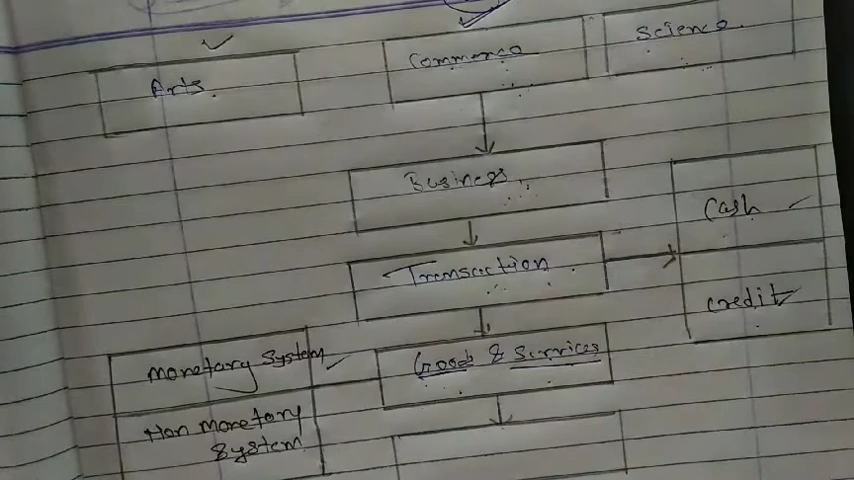 Arts.
Commerce
Science.
Business.
Transaction
Cash
Credit
Goods & Services
Monetary System
Non monetary
System